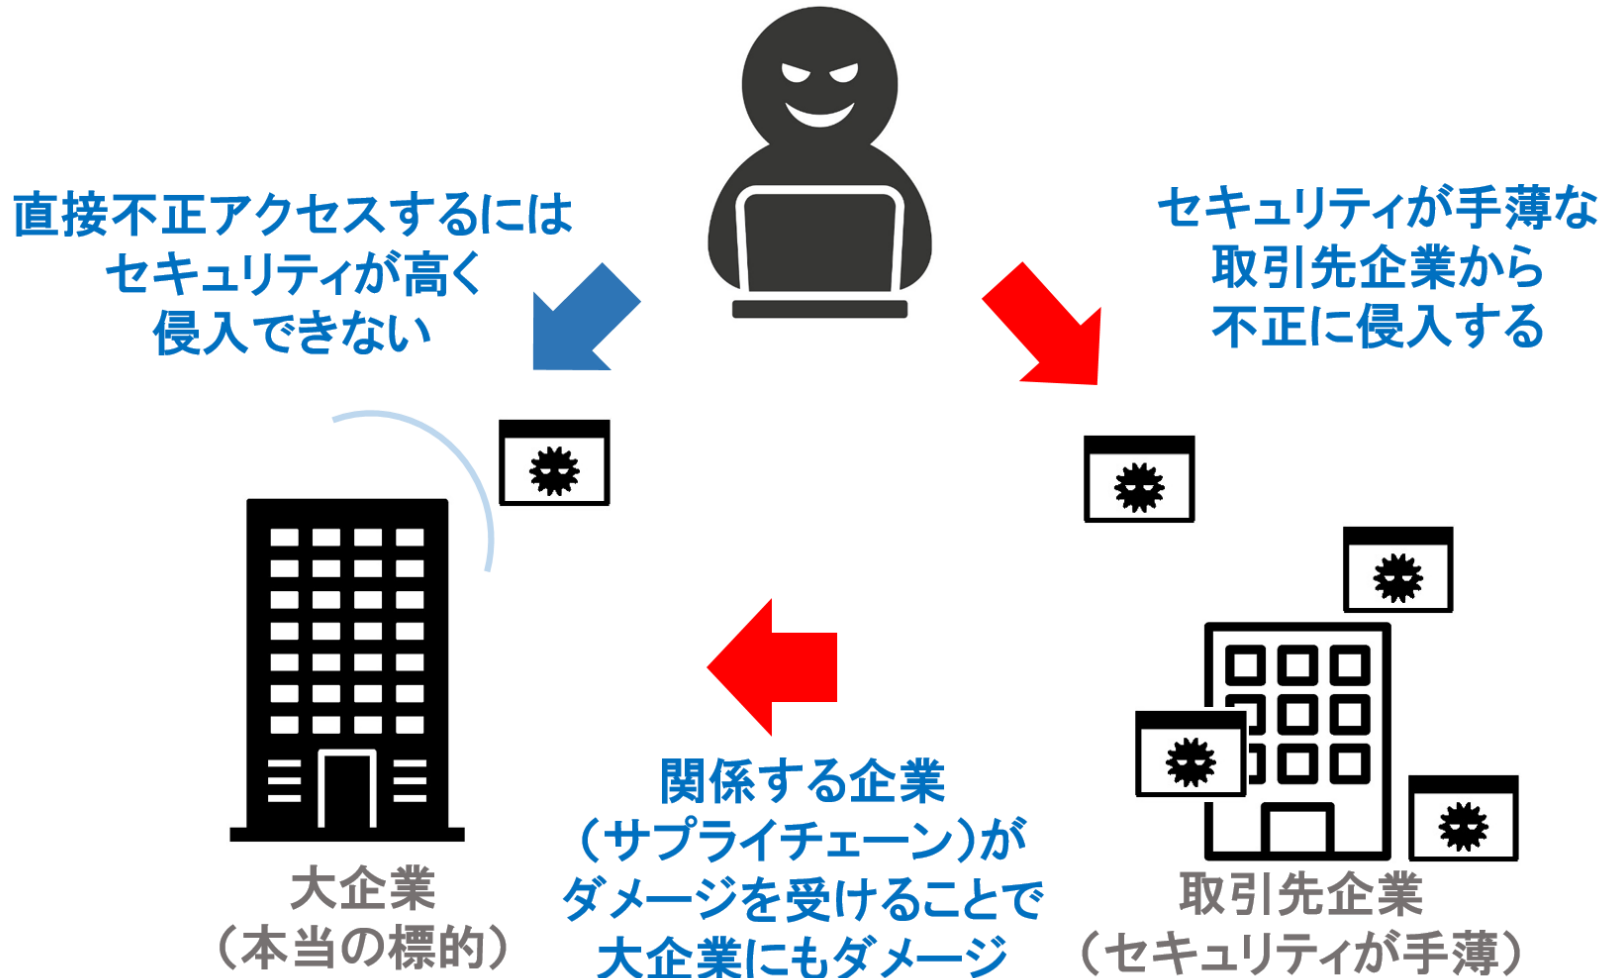 直接不正アクセスするには
セキュリティが高く
侵入できない
セキュリティが手薄な
取引先企業から
不正に侵入する
関係する企業
（サプライチェーン）が
ダメージを受けることで
大企業にもダメージ
大企業
（本当の標的）
取引先企業
（セキュリティが手薄）